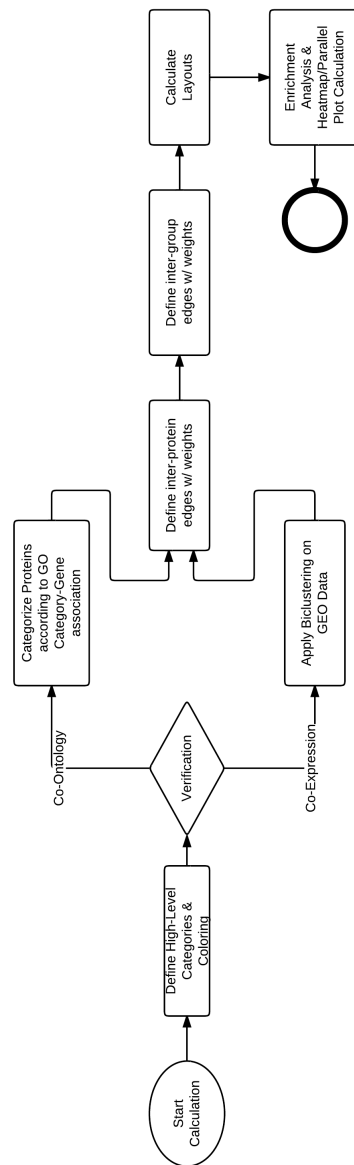 Start
Calculation
Define High-Level
Categories &
Coloring
Verification
Co-Ontology
Categorize Proteins
according to GO
Category-Gene
association
Co-Expression
Apply Biclustering on
GEO Data
Define inter-protein
edges w/ weights
Define inter-group
edges w/ weights
Calculate
Layouts
Enrichment
Analysis &
Heatmap/Parallel
Plot Calculation